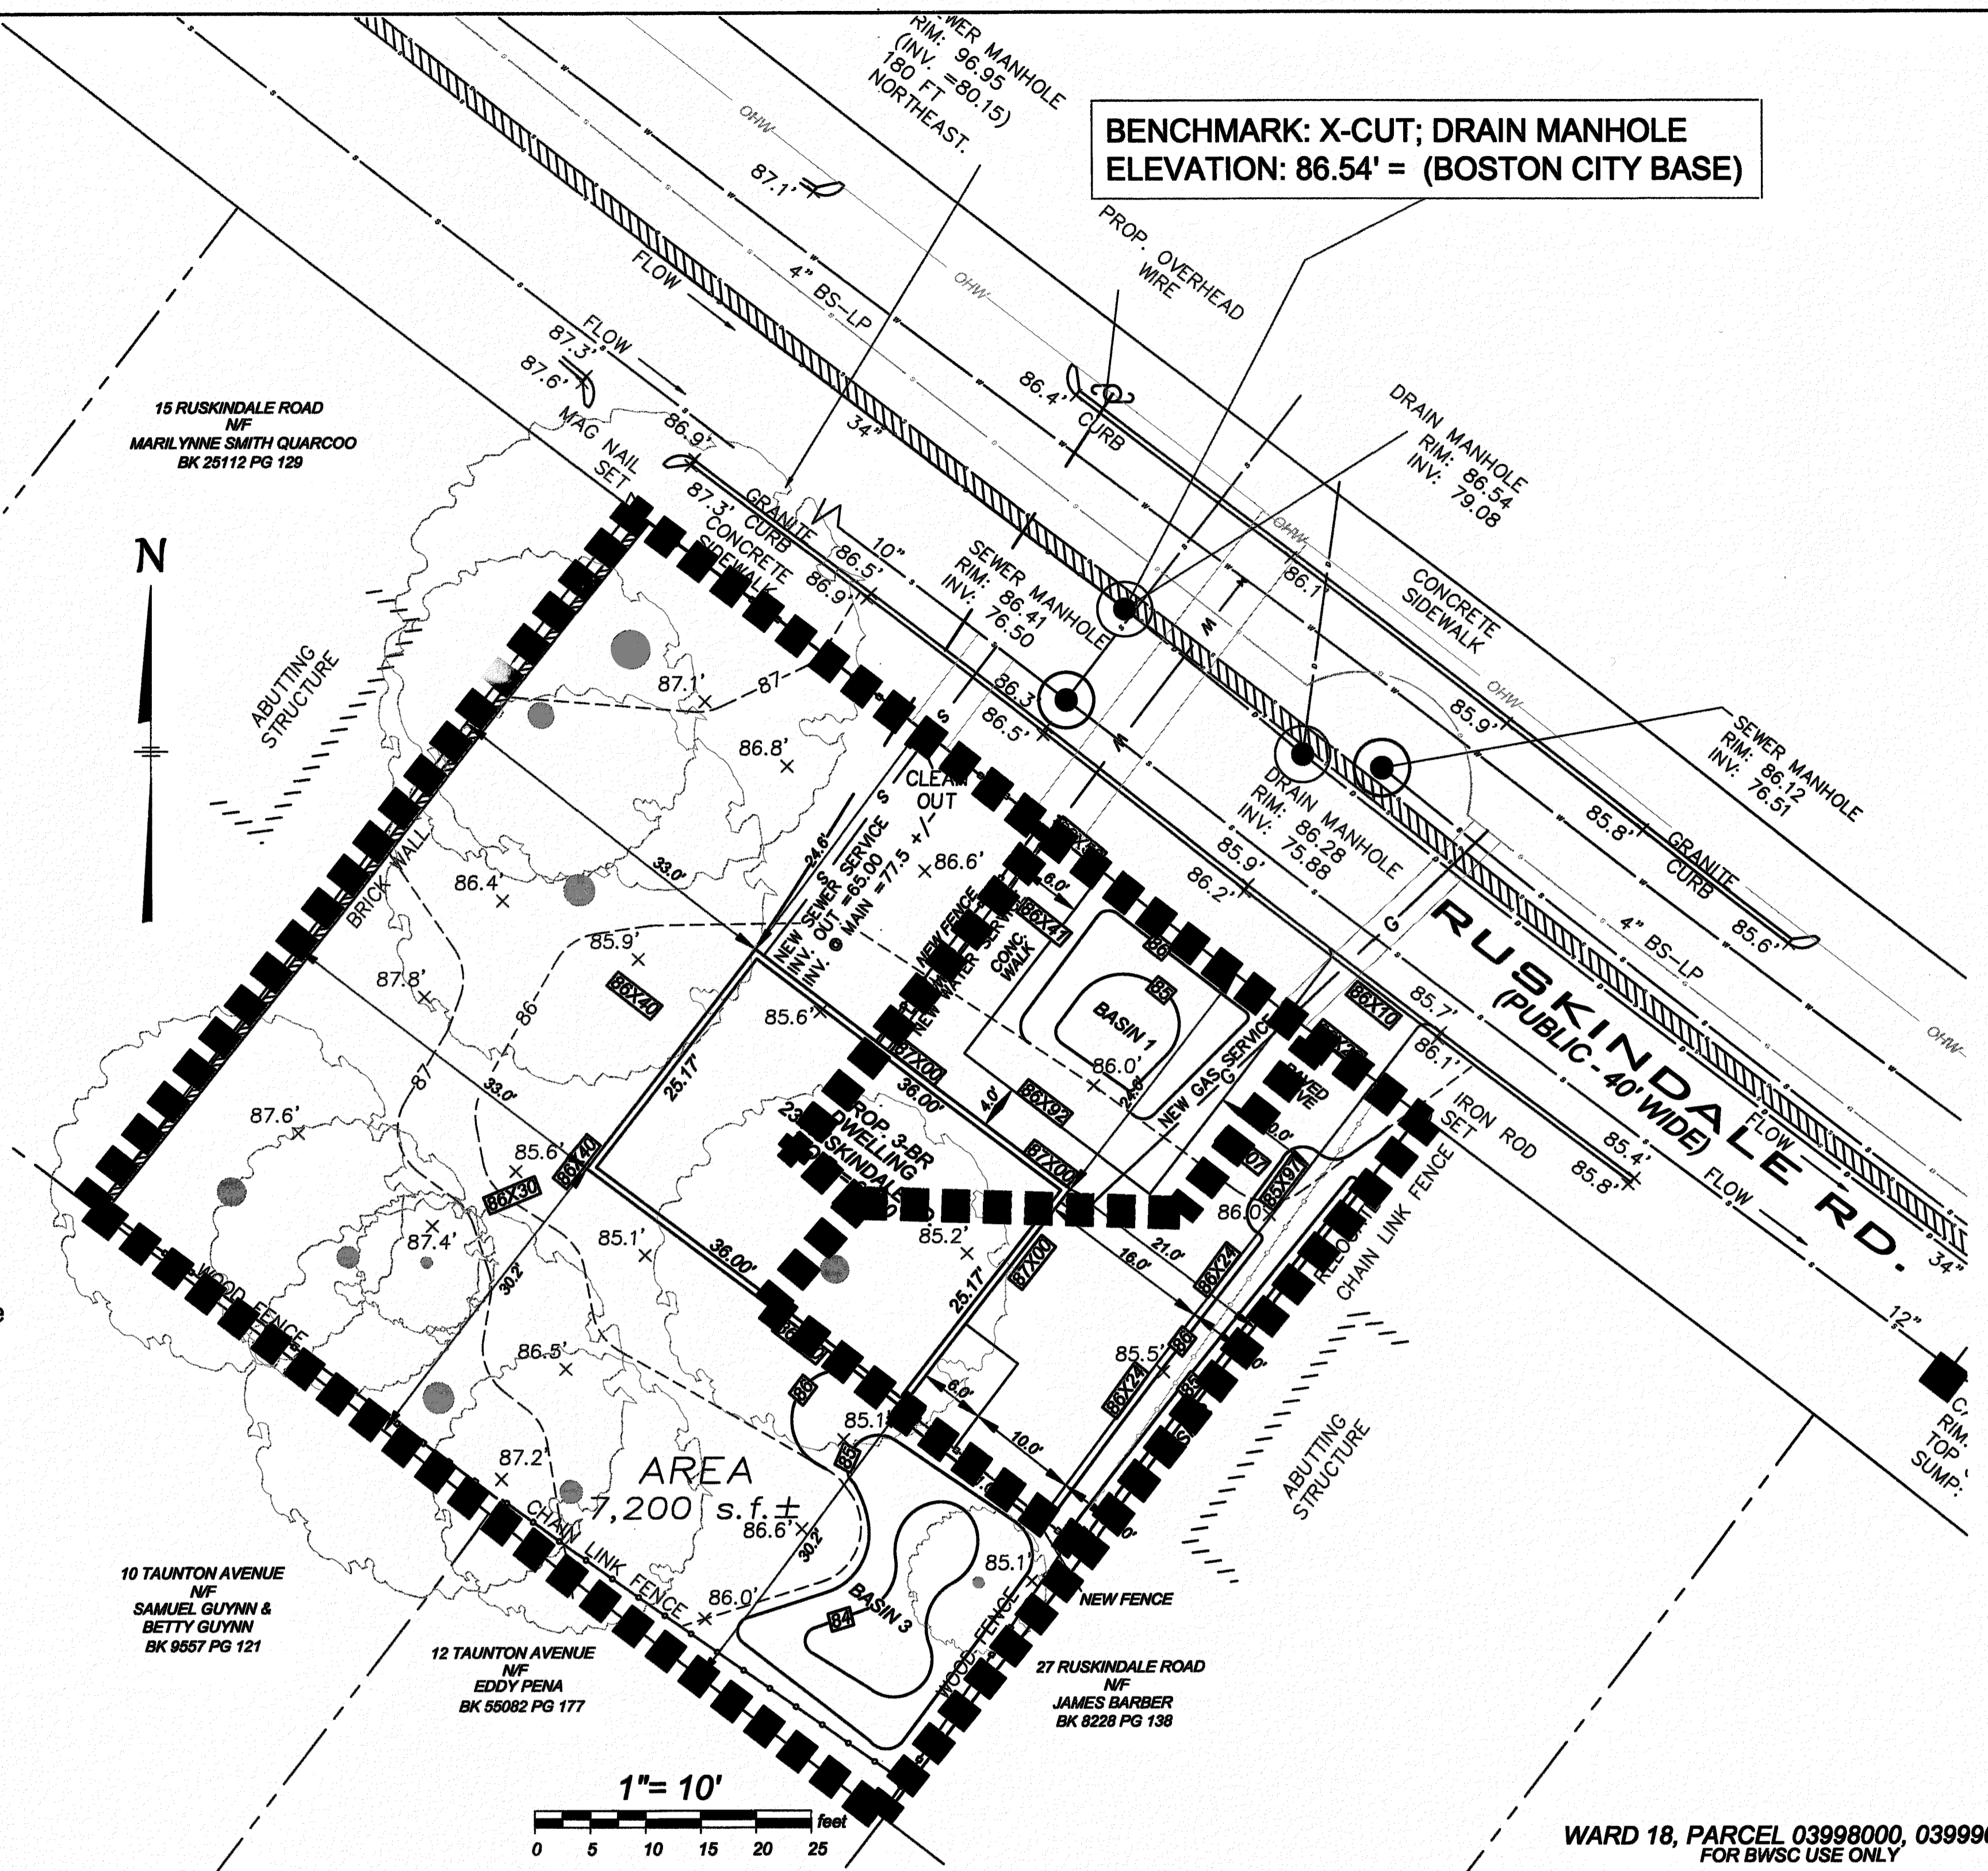 WER MANHOLE
RIM: 96.95
(INV. =80.15)
180 FT
NORTHEAST.
BENCHMARK: X-CUT; DRAIN MANHOLE
ELEVATION: 86.54' = (BOSTON CITY BASE)
OHW
87.1'
PROP. OVERHEAD
WIRE
FLOW
4" BS-LP
OHW
FLOW
87.3'
87.6'
86.4'
CURB
34"
DRAIN MANHOLE
RIM: 86.54
INV: 79.08
15 RUSKINDALE ROAD
N/F
MARILYNNE SMITH QUARCOO
BK 25112 PG 129
MAG NAIL
SET
86.9'
GRANITE
87.3' CURB
CONCRETE
SIDEWALK
86.5'
86.9'
10"
SEWER MANHOLE
RIM: 86.41
INV: 76.50
OHW
86.1'
CONCRETE
SIDEWALK
N
ABUTTING
STRUCTURE
87.1'
87
86.8'
86.3'
86.5'
W
W
OHW
85.9'
SEWER MANHOLE
RIM: 86.12
INV: 76.51
DRAIN MANHOLE
RIM: 86.28
INV: 75.88
85.8'
GRANITE
CURB
85.6'
4" BS-LP
OHW
S
S
S
CLEAN
OUT
24.6'
NEW SEWER SERVICE
INV. OUT =65.00
INV. @ MAIN =77.5 +/-
86.6'
BRICK WALL
33.0'
86.4'
85.9'
86X40
87.8'
86
87
33.0'
25.17'
85.6'
NEW FENCE
NEW WATER SERV
CONC.
WALK
6.0'
86X41
86
85
BASIN 1
86.0'
85.9'
86.2'
G
86X10
85.7'
86.1'
RUSKINDALE RD.
(PUBLIC - 40' WIDE)
87X00
36.00'
4.0'
86X92
24.6'
NEW GAS SERVICE
G
87X00
PROP. 3-BR
DWELLING
IRON ROD
SET
85.4'
85.8'
FLOW
FLOW
34"
12"
87.6'
85.6'
86X30
86X40
85X97
86.0'
87.4'
85.1'
36.00'
85.2'
87X00
25.17'
21.0'
16.0'
86X24
CHAIN LINK FENCE
CHAIN LINK FENCE
WOOD FENCE
30.2'
86.5'
86
85.5'
86
86X24
85.1'
85
6.0'
10.0'
ABUTTING
STRUCTURE
87.2'
AREA
7,200 s.f.±
86.6'
30.2'
CHAIN LINK FENCE
86.0'
85.1'
BASIN 3
84
WOOD FENCE
NEW FENCE
10 TAUNTON AVENUE
N/F
SAMUEL GUYNN &
BETTY GUYNN
BK 9557 PG 121
12 TAUNTON AVENUE
N/F
EDDY PENA
BK 55082 PG 177
27 RUSKINDALE ROAD
N/F
JAMES BARBER
BK 8228 PG 138
RIM:
TOP
SUMP:
1"= 10'
feet
0 5 10 15 20 25
WARD 18, PARCEL 03998000, 03999
FOR BWSC USE ONLY